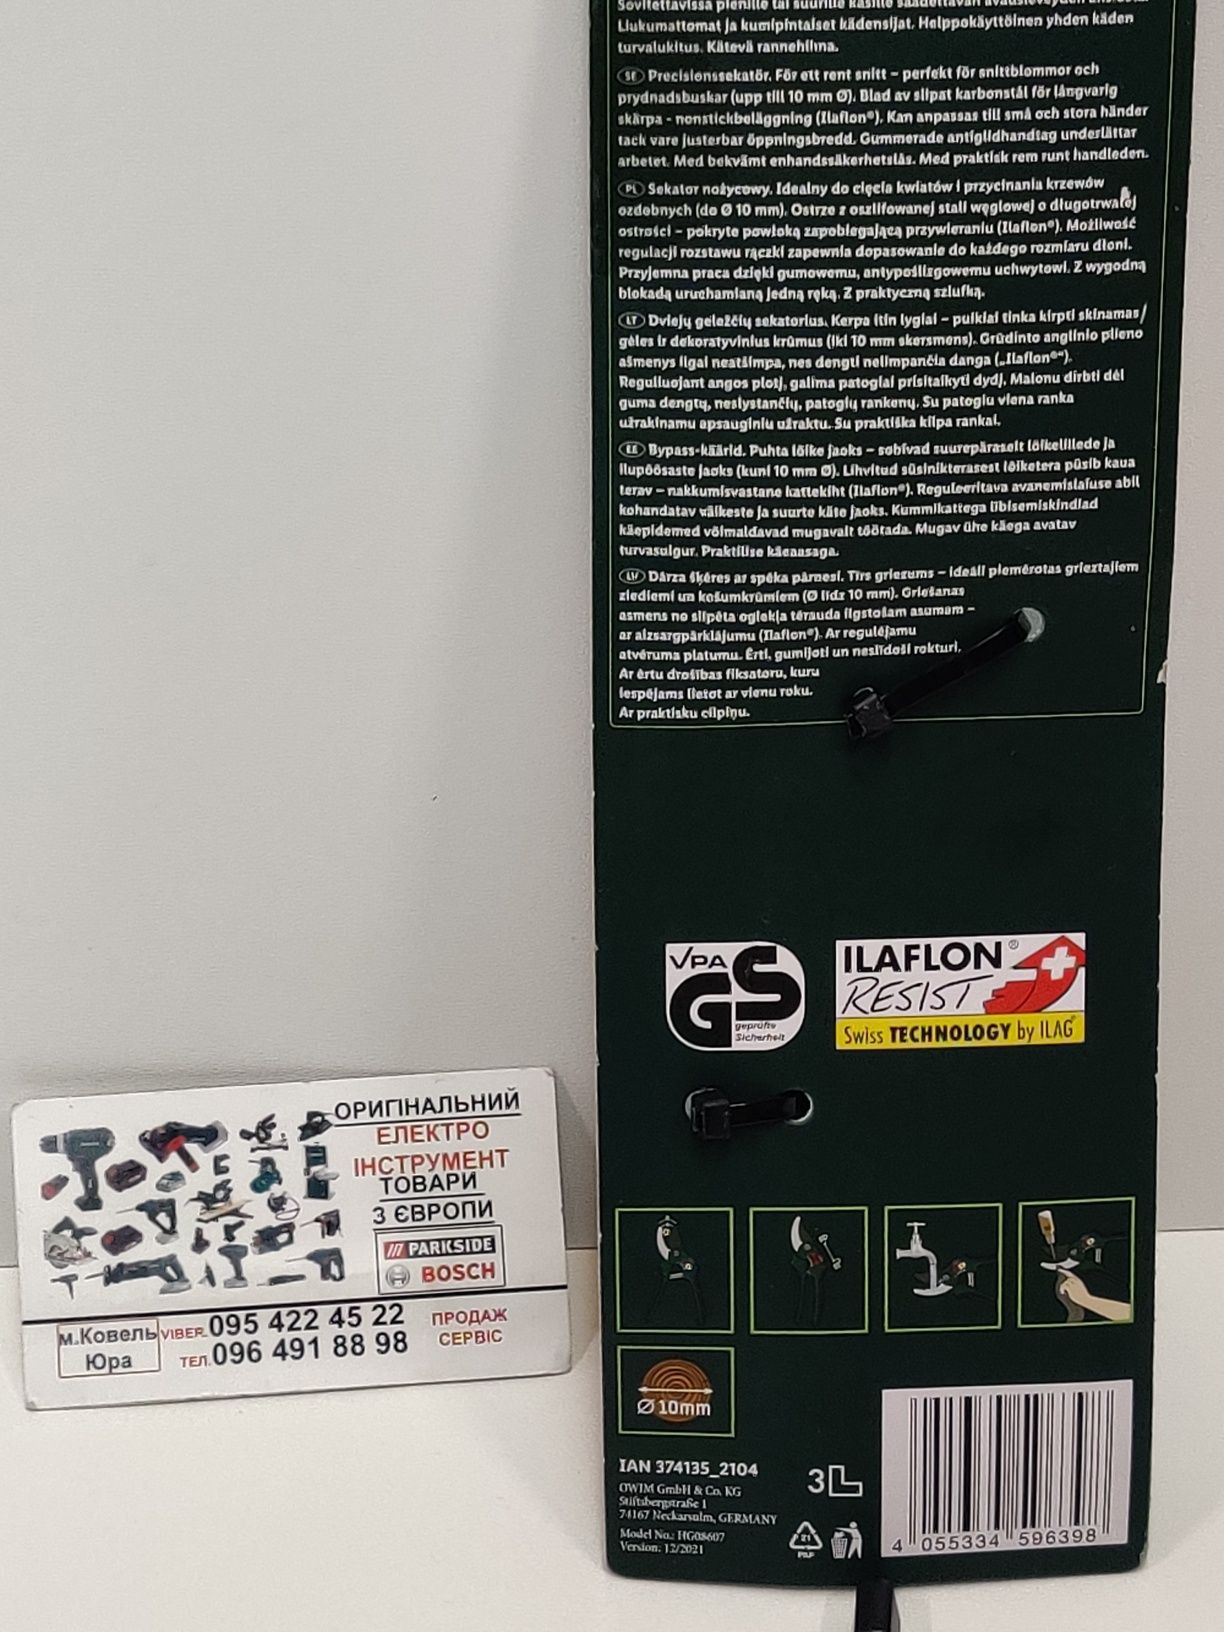 Sovitettavissa pienille tai suurille käsille säädettävän avausleveyden
Liukumattomat ja kumipintaiset kädensijat. Helppokäyttöinen yhden käden
turvalukitus. Kätevä rannehihna.
SE Precisionssekatör. För ett rent snitt – perfekt för snittblommor och
prydnadsbuskar (upp till 10 mm Ø). Blad av slipat karbonstål för långvarig
skärpa - nonstickbeläggning (Ilaflon®). Kan anpassas till små och stora händer
tack vare justerbar öppningsbredd. Gummerade antiglidhandtag underlättar
arbetet. Med bekvämt enhandssäkerhetslås. Med praktisk rem runt handleden.
PL Sekator nożycowy. Idealny do cięcia kwiatów i przycinania krzewów
ozdobnych (do Ø 10 mm). Ostrze z oszlifowanej stali węglowej o długotrwałej
ostrości – pokryte powłoką zapobiegającą przywieraniu (Ilaflon®). Możliwość
regulacji rozstawu rączki zapewnia dopasowanie do każdego rozmiaru dłoni.
Przyjemna praca dzięki gumowemu, antypoślizgowemu uchwytowi. Z wygodną
blokadą uruchamianą jedną ręką. Z praktyczną szlufką.
LT Dviejų geležčių sekatorius. Kerpa itin lygiai – puikiai tinka kirpti skinamas/
gėles ir dekoratyvinius krūmus (iki 10 mm skersmens). Grūdinto anglinio plieno
ašmenys ilgai neatšimpa, nes dengti nelimpančia danga („Ilaflon®“).
Reguliuojant angos plotį, galima patogiai prisitaikyti dydį. Malonu dirbti dėl
guma dengtų, neslystančių, patogių rankenų. Su patogiu viena ranka
užrakinamu apsauginiu užraktu. Su praktiška kilpa rankai.
EE Bypass-käärid. Puhta lõike jaoks – sobivad suurepäraselt lõikelillede ja
ilupõõsaste jaoks (kuni 10 mm Ø). Lihvitud süsinikterasest lõiketera püsib kaua
terav – nakkumisvastane kattekiht (Ilaflon®). Reguleeritava avanemislaiuse abil
kohandatav väikeste ja suurte käte jaoks. Kummikattega libisemiskindlad
käepidemed võimaldavad mugavalt töötada. Mugav ühe käega avatav
turvasulgur. Praktilise käeaasaga.
LV Dārza šķēres ar spēka pārnesi. Tīrs griezums – ideāli piemērotas grieztajiem
ziediem un košumkrūmiem (Ø līdz 10 mm). Griešanas
asmens no slīpēta oglekļa tērauda ilgstošam asumam –
ar aizsargpārklājumu (Ilaflon®). Ar regulējamu
atvēruma platumu. Ērti, gumijoti un neslīdoši rokturi.
Ar ērtu drošības fiksatoru, kuru
iespējams lietot ar vienu roku.
Ar praktisku cilpiņu.
VPA
GS
geprüfte
Sicherheit
ILAFLON®
RESIST
Swiss TECHNOLOGY by ILAG®
ОРИГІНАЛЬНИЙ
ЕЛЕКТРО
ІНСТРУМЕНТ
ТОВАРИ
З ЄВРОПИ
/// PARKSIDE
BOSCH
м.Ковель
Юра
VIBER. 095 422 45 22
ТЕЛ. 096 491 88 98
ПРОДАЖ
СЕРВІС
Ø 10mm
IAN 374135_2104
OWIM GmbH & Co. KG
Stiftsbergstraße 1
74167 Neckarsulm, GERMANY
Model No.: HG08607
Version: 12/2021
3L
21
PAP
4 055334 596398